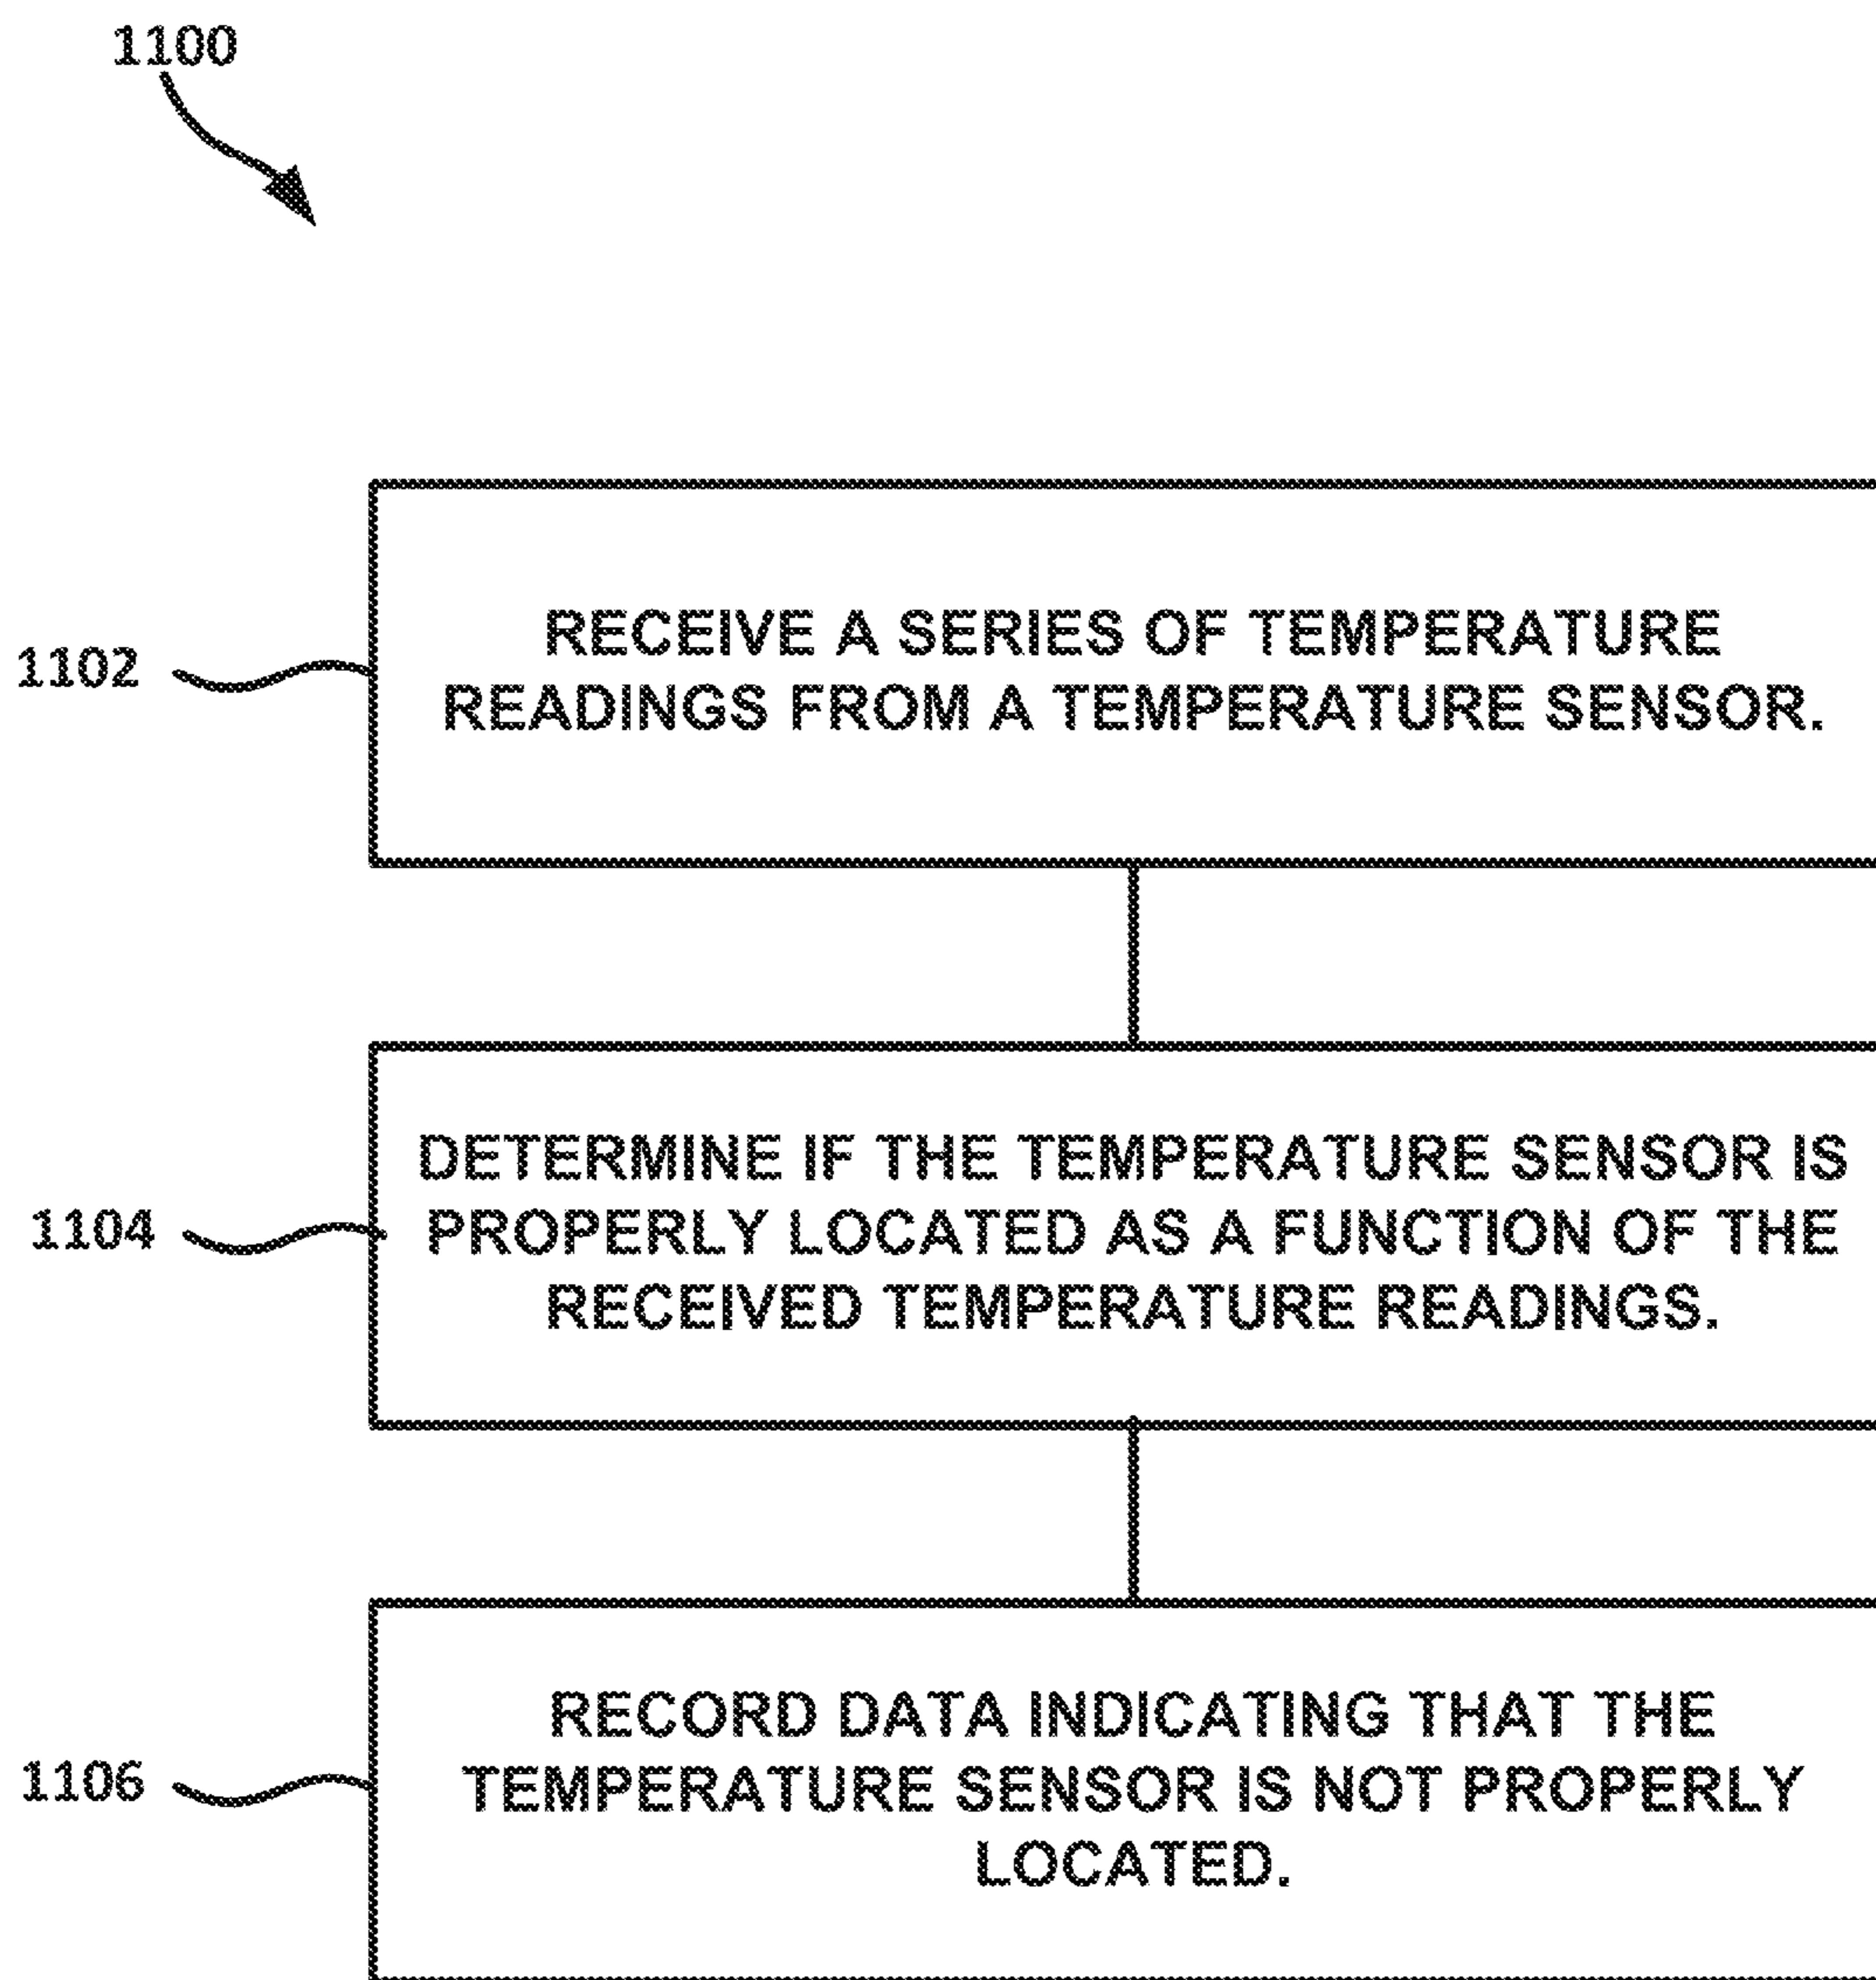 1100
1102
RECEIVE A SERIES OF TEMPERATURE
READINGS FROM A TEMPERATURE SENSOR.
1104
DETERMINE IF THE TEMPERATURE SENSOR IS
PROPERLY LOCATED AS A FUNCTION OF THE
RECEIVED TEMPERATURE READINGS.
1106
RECORD DATA INDICATING THAT THE
TEMPERATURE SENSOR IS NOT PROPERLY
LOCATED.